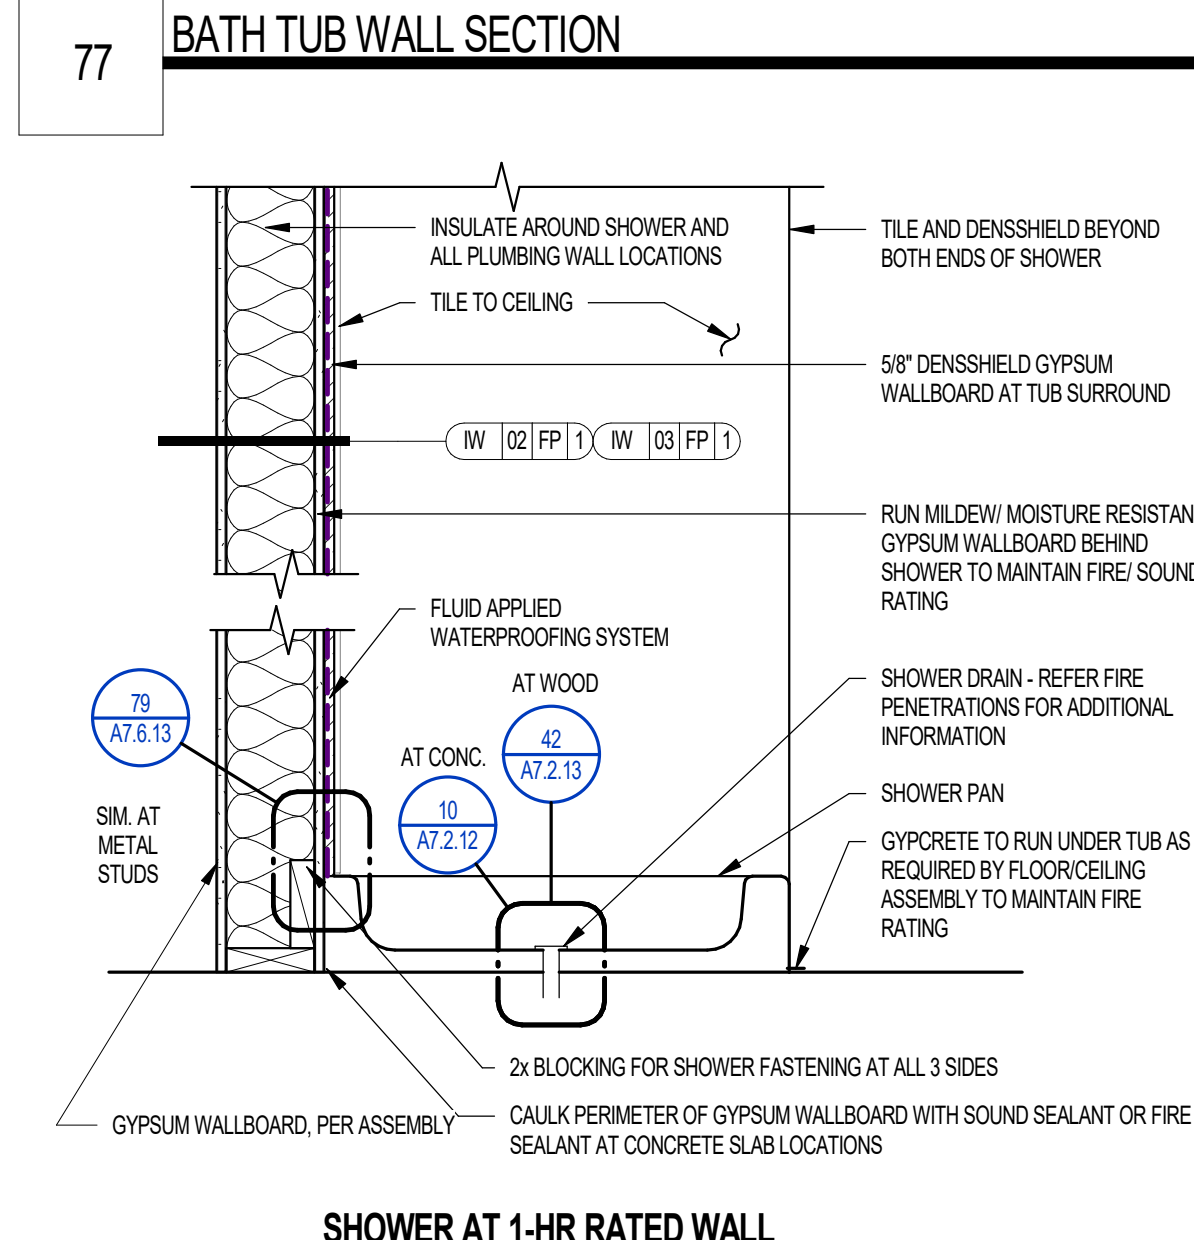 77
BATH TUB WALL SECTION
INSULATE AROUND SHOWER AND
ALL PLUMBING WALL LOCATIONS
TILE AND DENSSHIELD BEYOND
BOTH ENDS OF SHOWER
TILE TO CEILING
5/8" DENSSHIELD GYPSUM
WALLBOARD AT TUB SURROUND
IW 02 FP 1 IW 03 FP 1
RUN MILDEW/ MOISTURE RESISTAN
GYPSUM WALLBOARD BEHIND
SHOWER TO MAINTAIN FIRE/ SOUND
RATING
FLUID APPLIED
WATERPROOFING SYSTEM
AT WOOD
42
A7.2.13
79
A7.6.13
AT CONC.
10
A7.2.12
SHOWER DRAIN - REFER FIRE
PENETRATIONS FOR ADDITIONAL
INFORMATION
SHOWER PAN
SIM. AT
METAL
STUDS
GYPCRETE TO RUN UNDER TUB AS
REQUIRED BY FLOOR/CEILING
ASSEMBLY TO MAINTAIN FIRE
RATING
2x BLOCKING FOR SHOWER FASTENING AT ALL 3 SIDES
GYPSUM WALLBOARD, PER ASSEMBLY
CAULK PERIMETER OF GYPSUM WALLBOARD WITH SOUND SEALANT OR FIRE
SEALANT AT CONCRETE SLAB LOCATIONS
SHOWER AT 1-HR RATED WALL